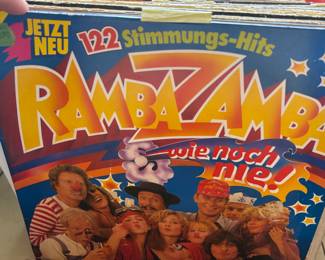 JETZT
NEU
122 Stimmungs-Hits
RAMBA ZAMBA
wie noch
nie!